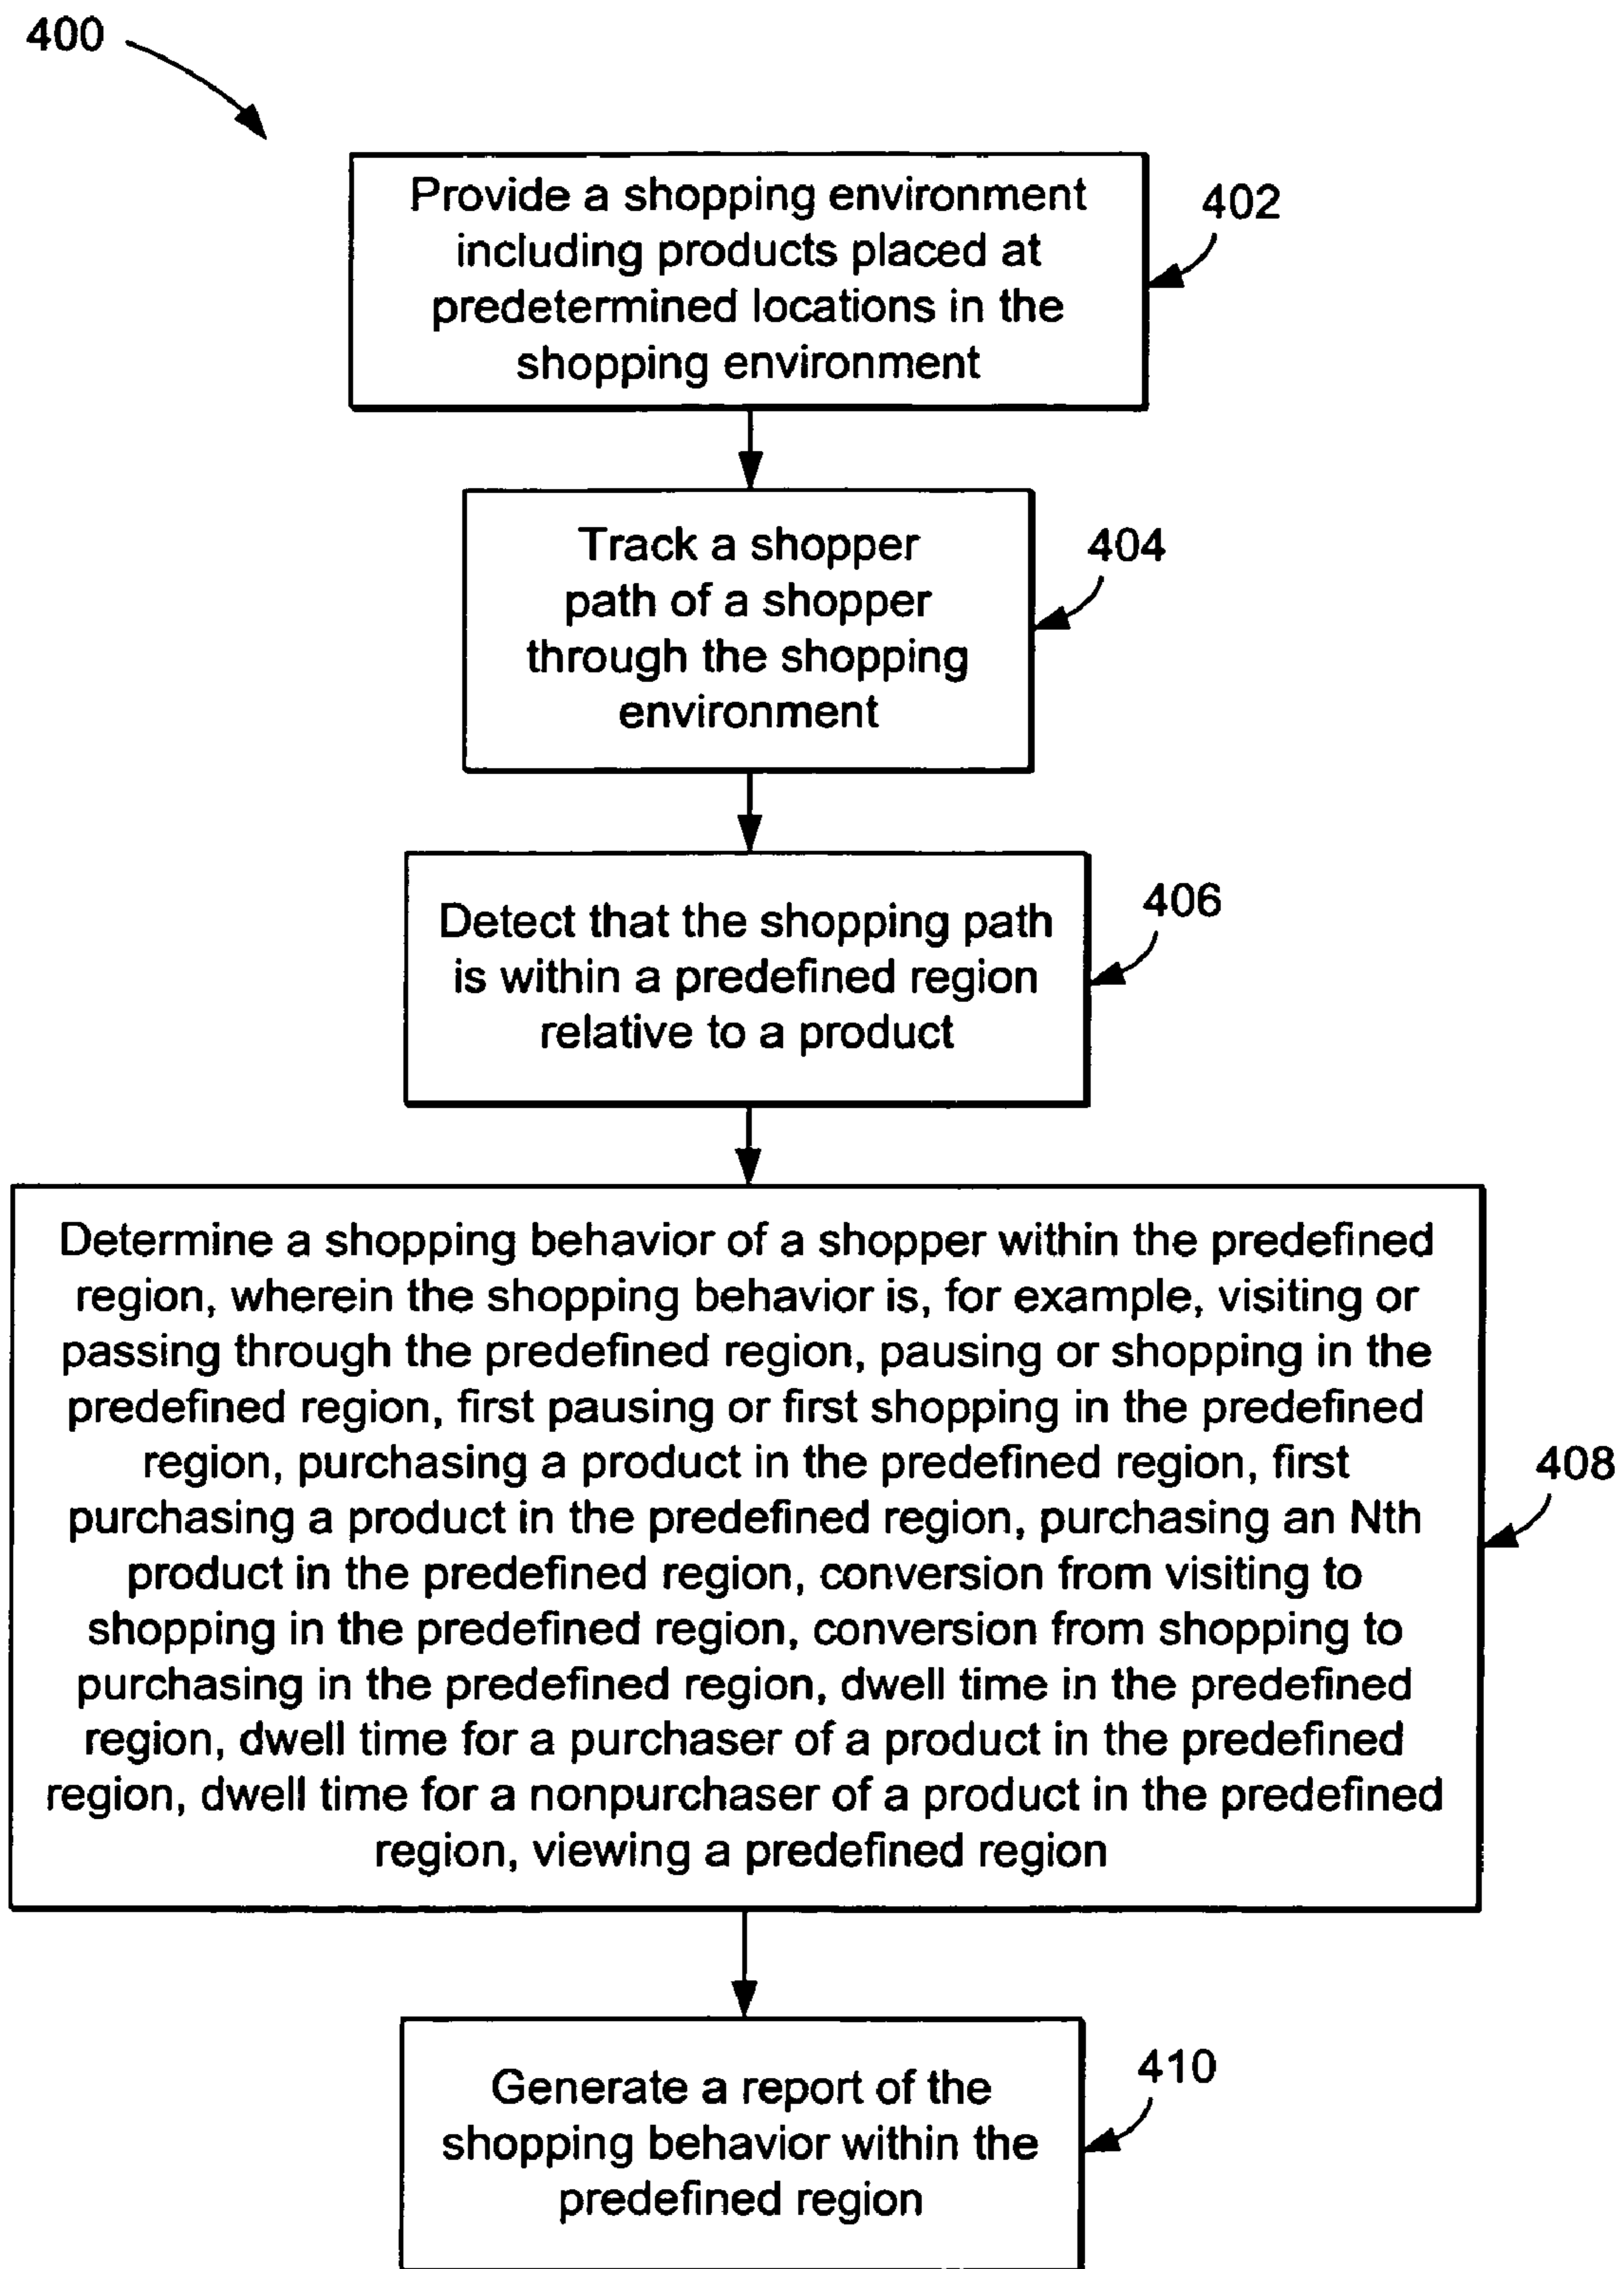 400
Provide a shopping environment
including products placed at
predetermined locations in the
shopping environment
402
Track a shopper
path of a shopper
through the shopping
environment
404
Detect that the shopping path
is within a predefined region
relative to a product
406
Determine a shopping behavior of a shopper within the predefined
region, wherein the shopping behavior is, for example, visiting or
passing through the predefined region, pausing or shopping in the
predefined region, first pausing or first shopping in the predefined
region, purchasing a product in the predefined region, first
purchasing a product in the predefined region, purchasing an Nth
product in the predefined region, conversion from visiting to
shopping in the predefined region, conversion from shopping to
purchasing in the predefined region, dwell time in the predefined
region, dwell time for a purchaser of a product in the predefined
region, dwell time for a nonpurchaser of a product in the predefined
region, viewing a predefined region
408
Generate a report of the
shopping behavior within the
predefined region
410